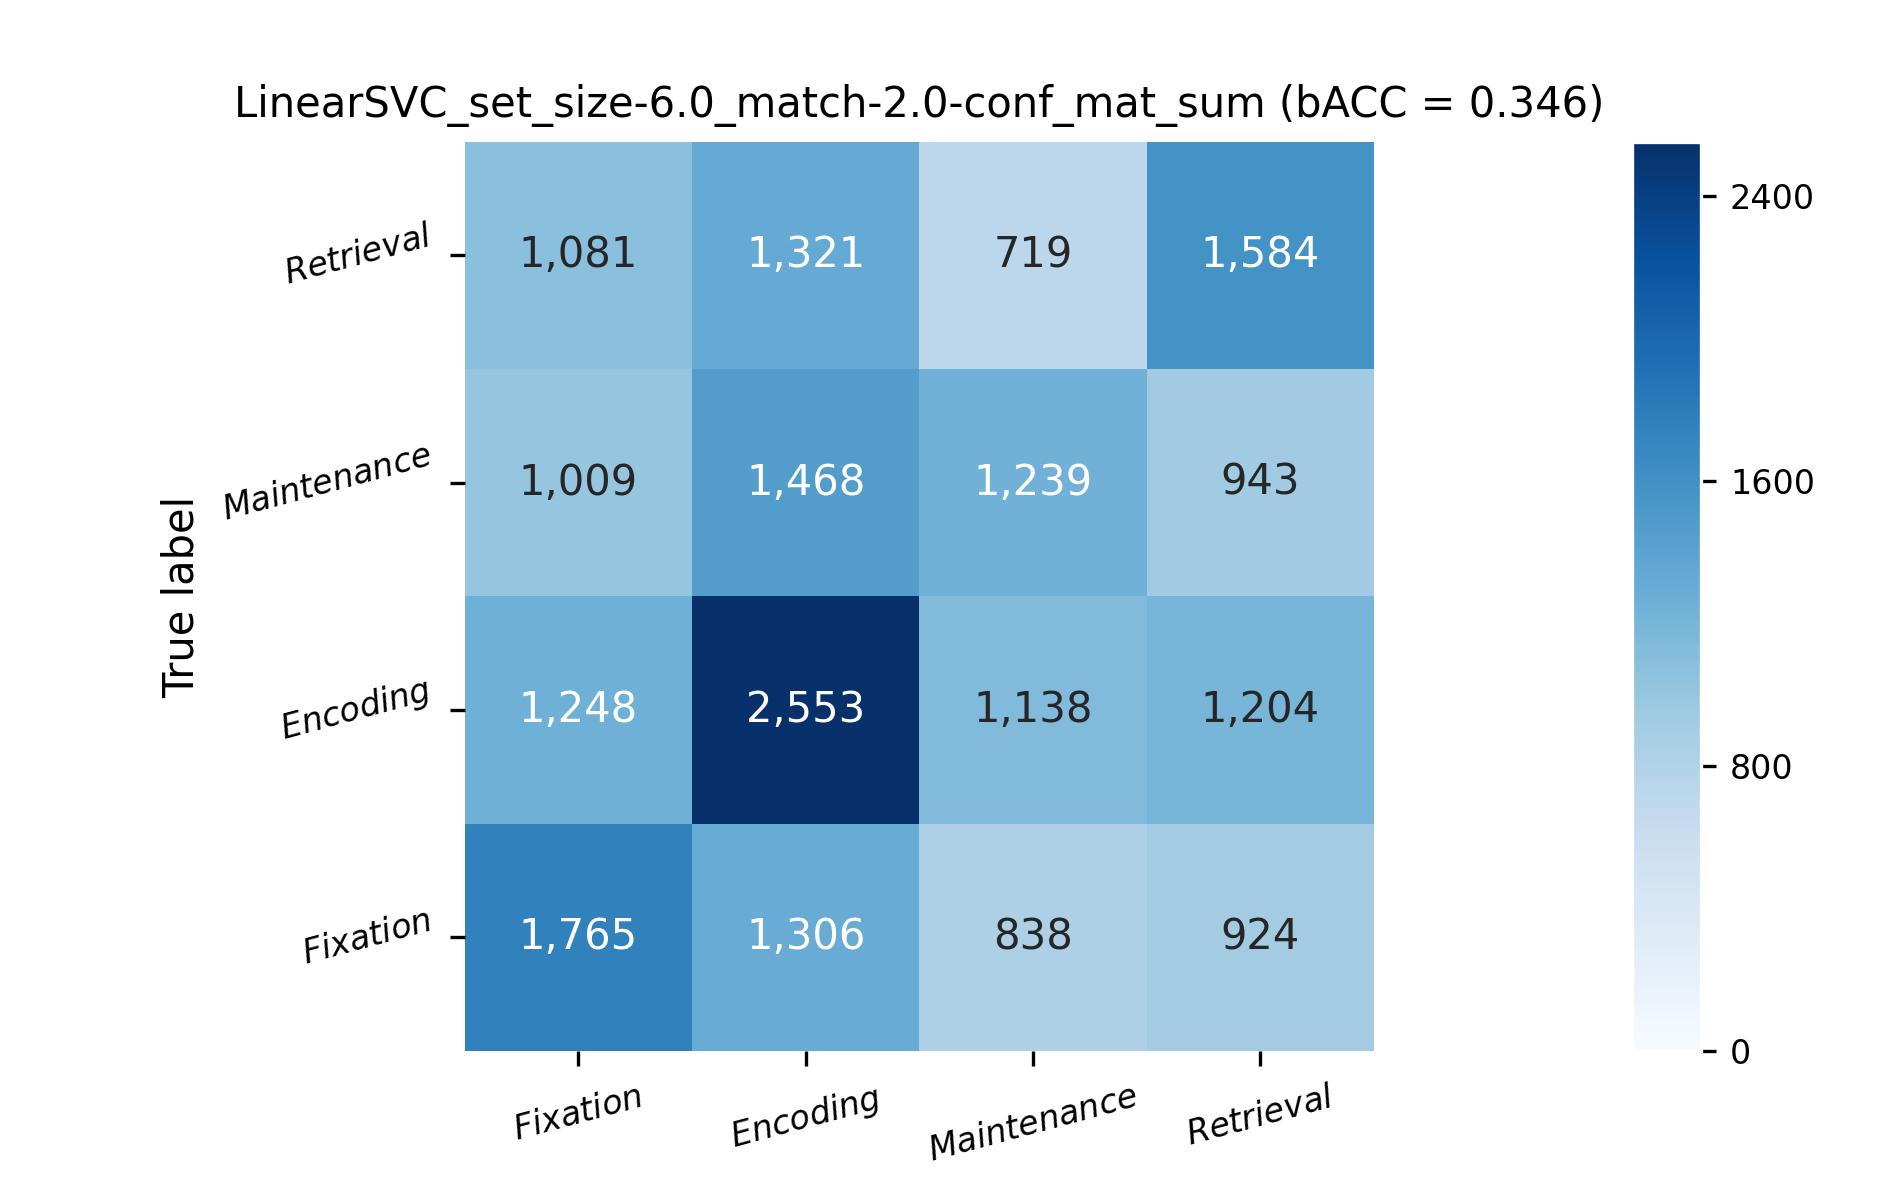 LinearSVC_set_size-6.0_match-2.0-conf_mat_sum (bACC = 0.346)
True label
Retrieval 1,081 1,321 719 1,584
Maintenance 1,009 1,468 1,239 943
Encoding 1,248 2,553 1,138 1,204
Fixation 1,765 1,306 838 924
Fixation Encoding Maintenance Retrieval
2400
1600
800
0